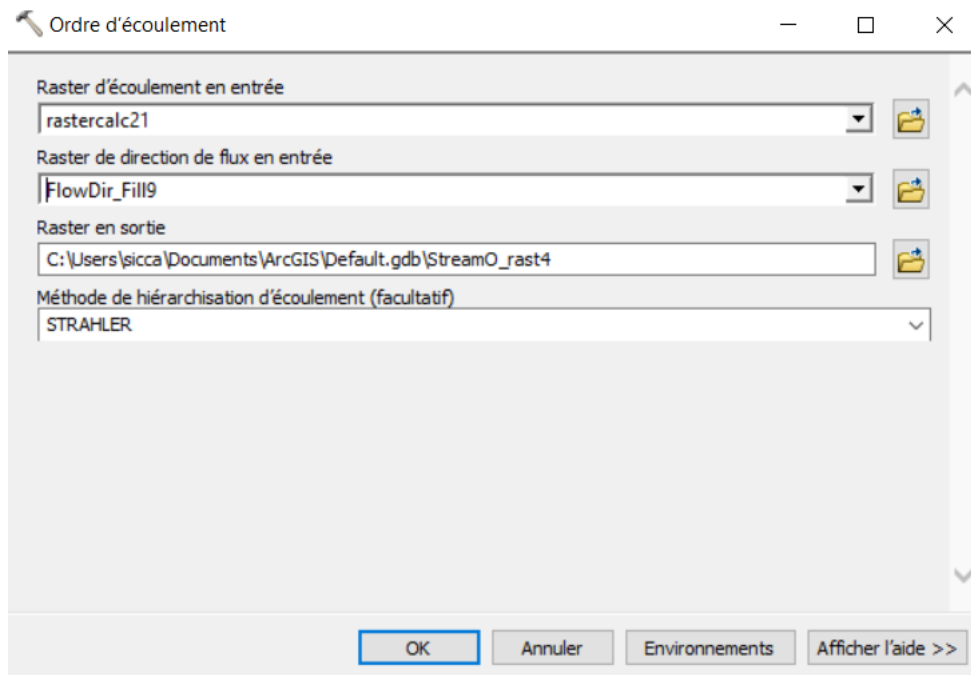 Ordre d'écoulement
Raster d'écoulement en entrée
rastercalc21
Raster de direction de flux en entrée
FlowDir_Fill9
Raster en sortie
C:\Users\sicca\Documents\ArcGIS\Default.gdb\StreamO_rast4
Méthode de hiérarchisation d'écoulement (facultatif)
STRAHLER
OK
Annuler
Environnements
Afficher l'aide >>